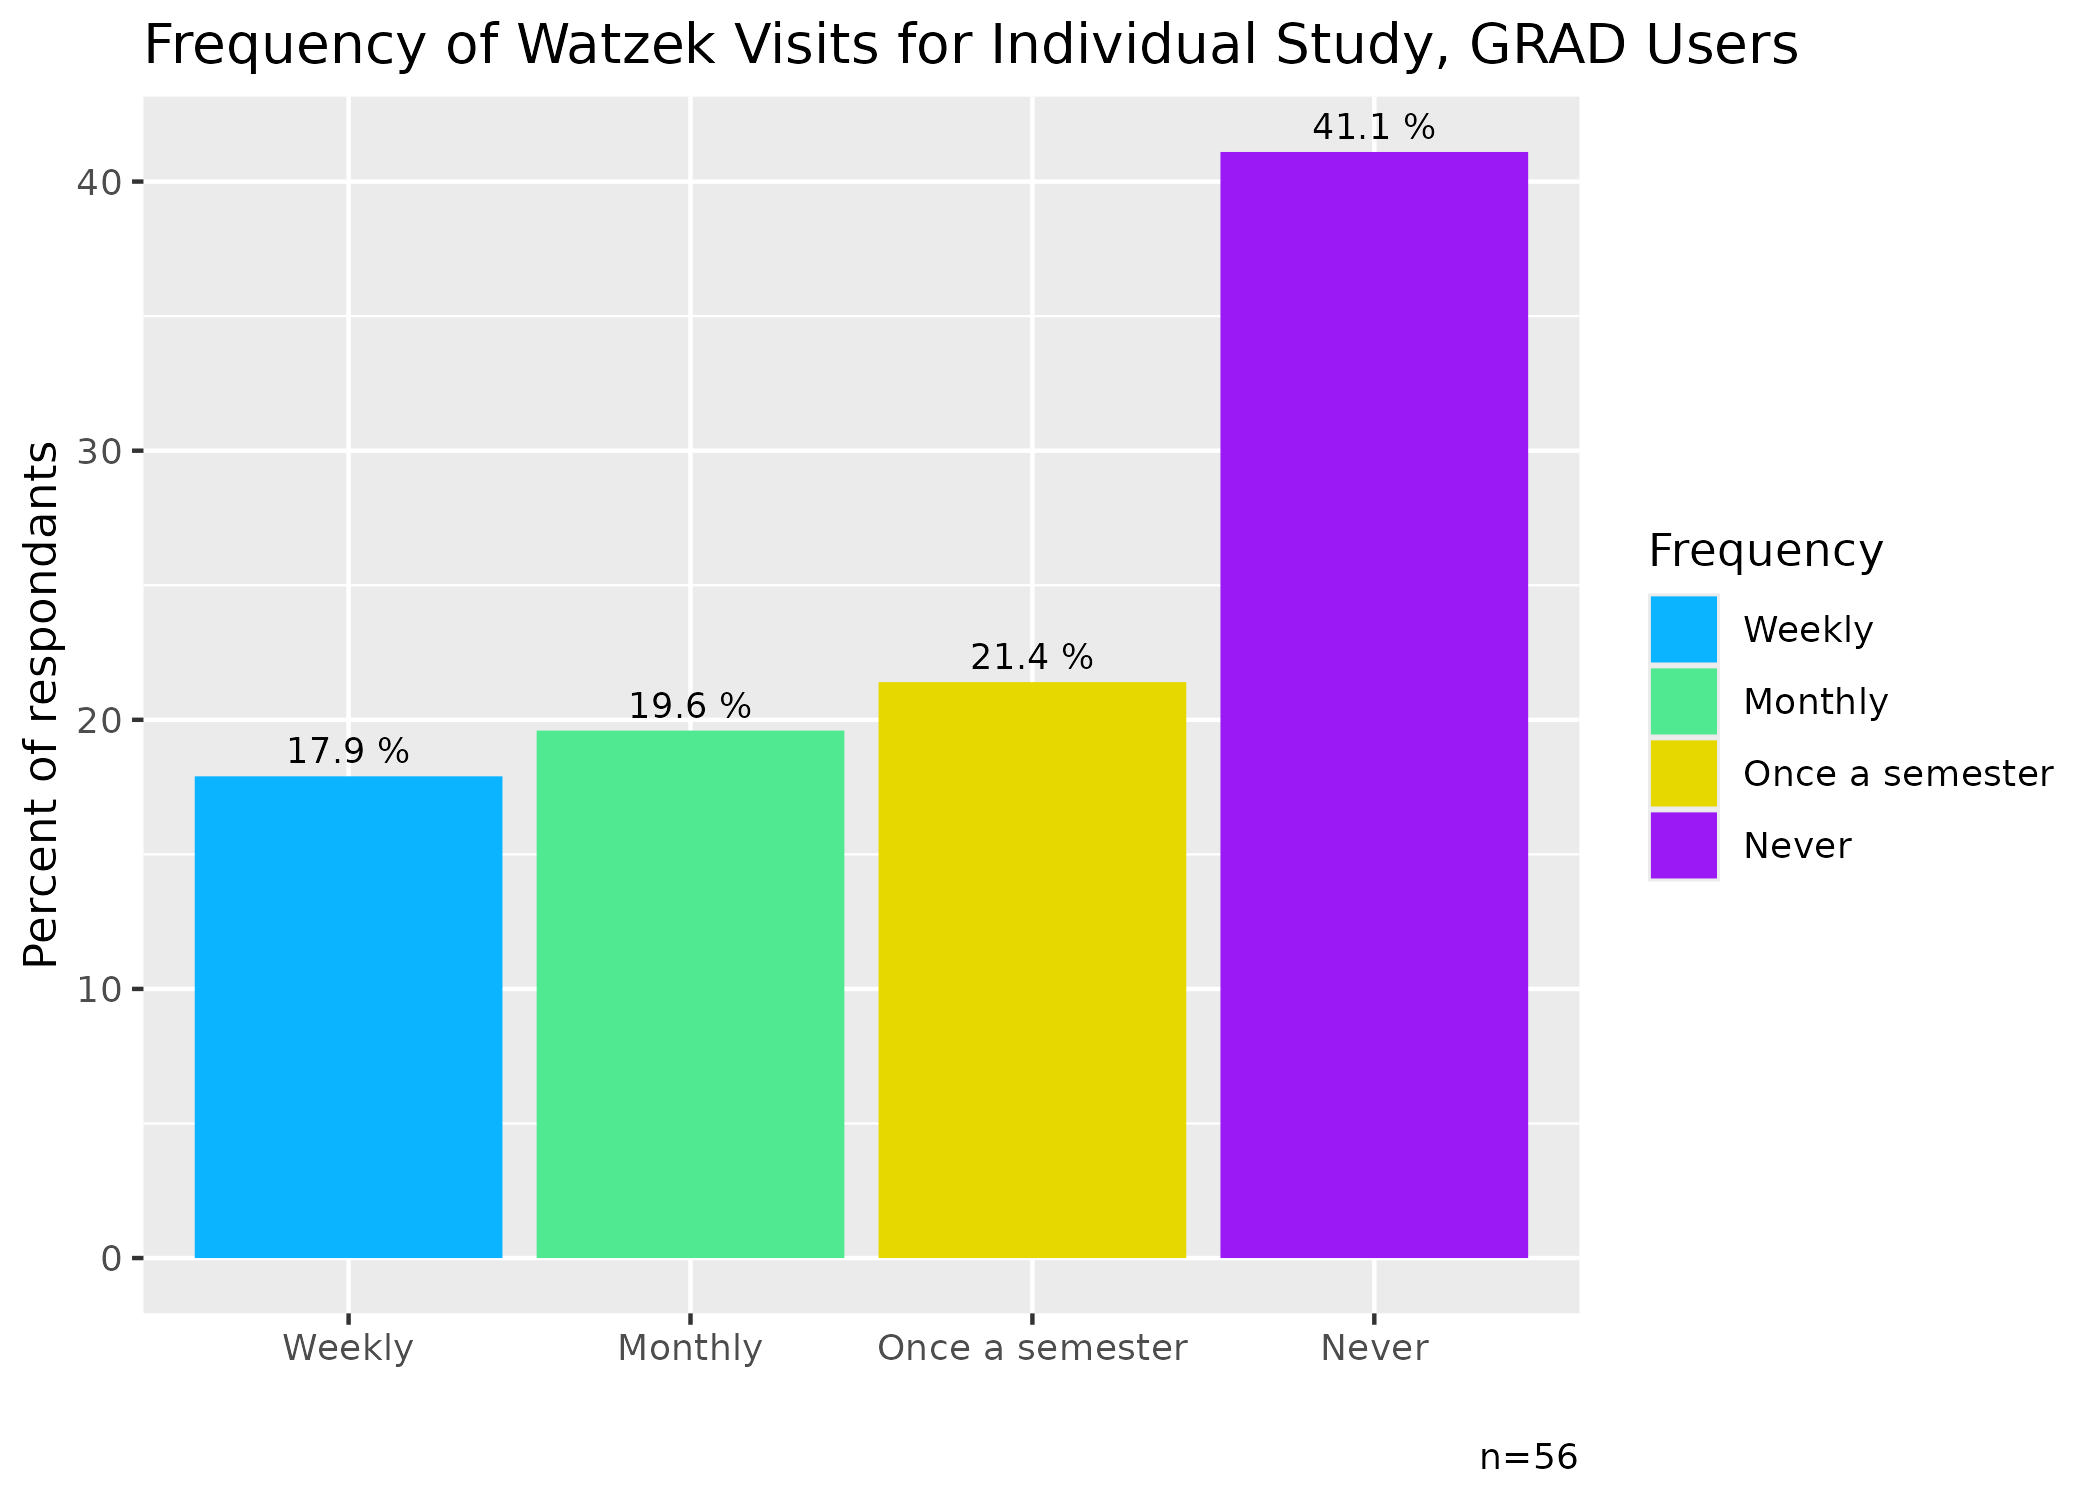 Frequency of Watzek Visits for Individual Study, GRAD Users
Percent of respondants
40
30
20
10
0
17.9 %
19.6 %
21.4 %
41.1 %
Weekly
Monthly
Once a semester
Never
Frequency
Weekly
Monthly
Once a semester
Never
n=56